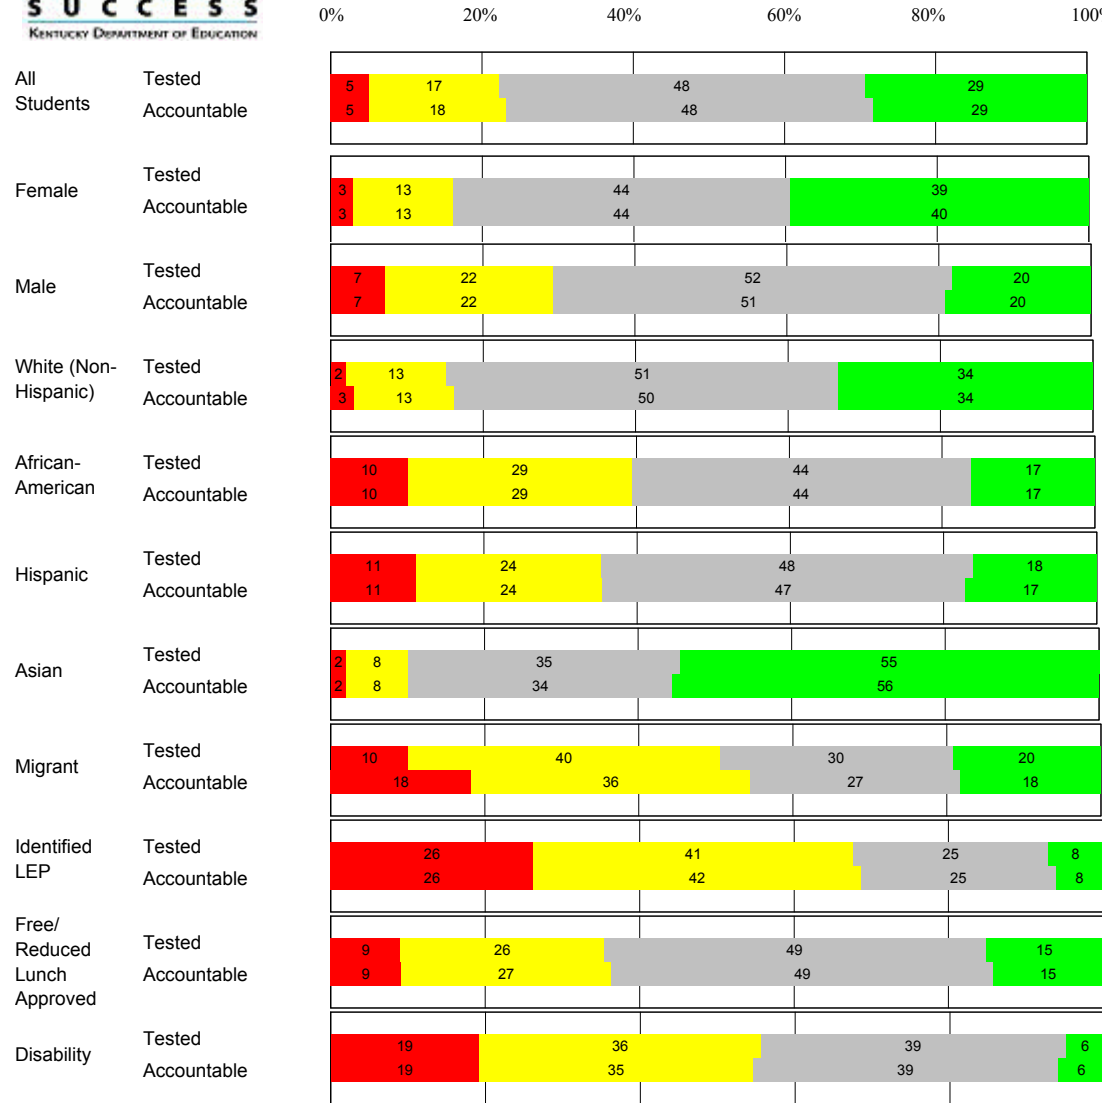 SUCCESS
KENTUCKY DEPARTMENT OF EDUCATION
0% 20% 40% 60% 80% 100%
All Students
Tested 5 17 48 29
Accountable 5 18 48 29
Female
Tested 3 13 44 39
Accountable 3 13 44 40
Male
Tested 7 22 52 20
Accountable 7 22 51 20
White (Non-
Hispanic)
Tested 2 13 51 34
Accountable 3 13 50 34
African-
American
Tested 10 29 44 17
Accountable 10 29 44 17
Hispanic
Tested 11 24 48 18
Accountable 11 24 47 17
Asian
Tested 2 8 35 55
Accountable 2 8 34 56
Migrant
Tested 10 40 30 20
Accountable 18 36 27 18
Identified
LEP
Tested 26 41 25 8
Accountable 26 42 25 8
Free/
Reduced
Lunch
Approved
Tested 9 26 49 15
Accountable 9 27 49 15
Disability
Tested 19 36 39 6
Accountable 19 35 39 6